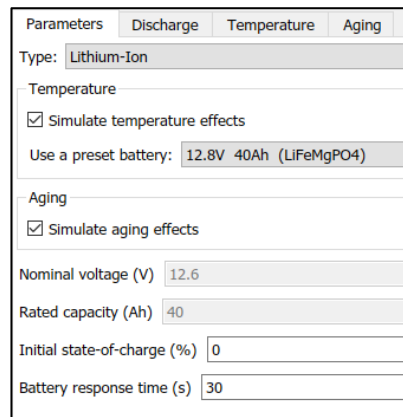 Parameters Discharge Temperature Aging
Type: Lithium-Ion
Temperature
Simulate temperature effects
Use a preset battery: 12.8V 40Ah (LiFeMgPO4)
Aging
Simulate aging effects
Nominal voltage (V) 12.6
Rated capacity (Ah) 40
Initial state-of-charge (%) 0
Battery response time (s) 30